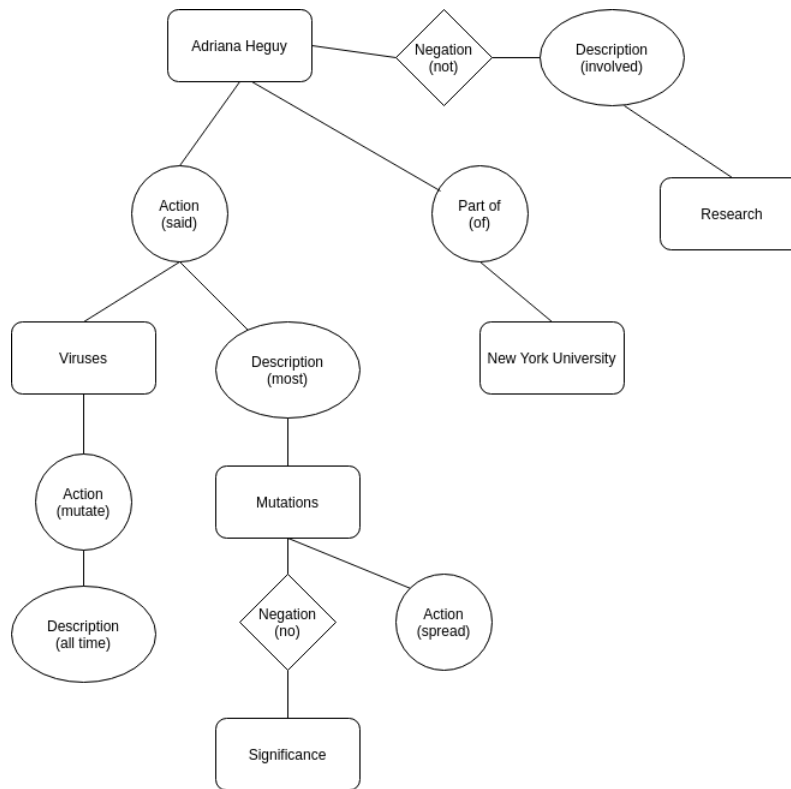 Adriana Heguy
Negation
(not)
Description
(involved)
Action
(said)
Part of
(of)
Research
Viruses
Description
(most)
New York University
Action
(mutate)
Mutations
Description
(all time)
Negation
(no)
Action
(spread)
Significance